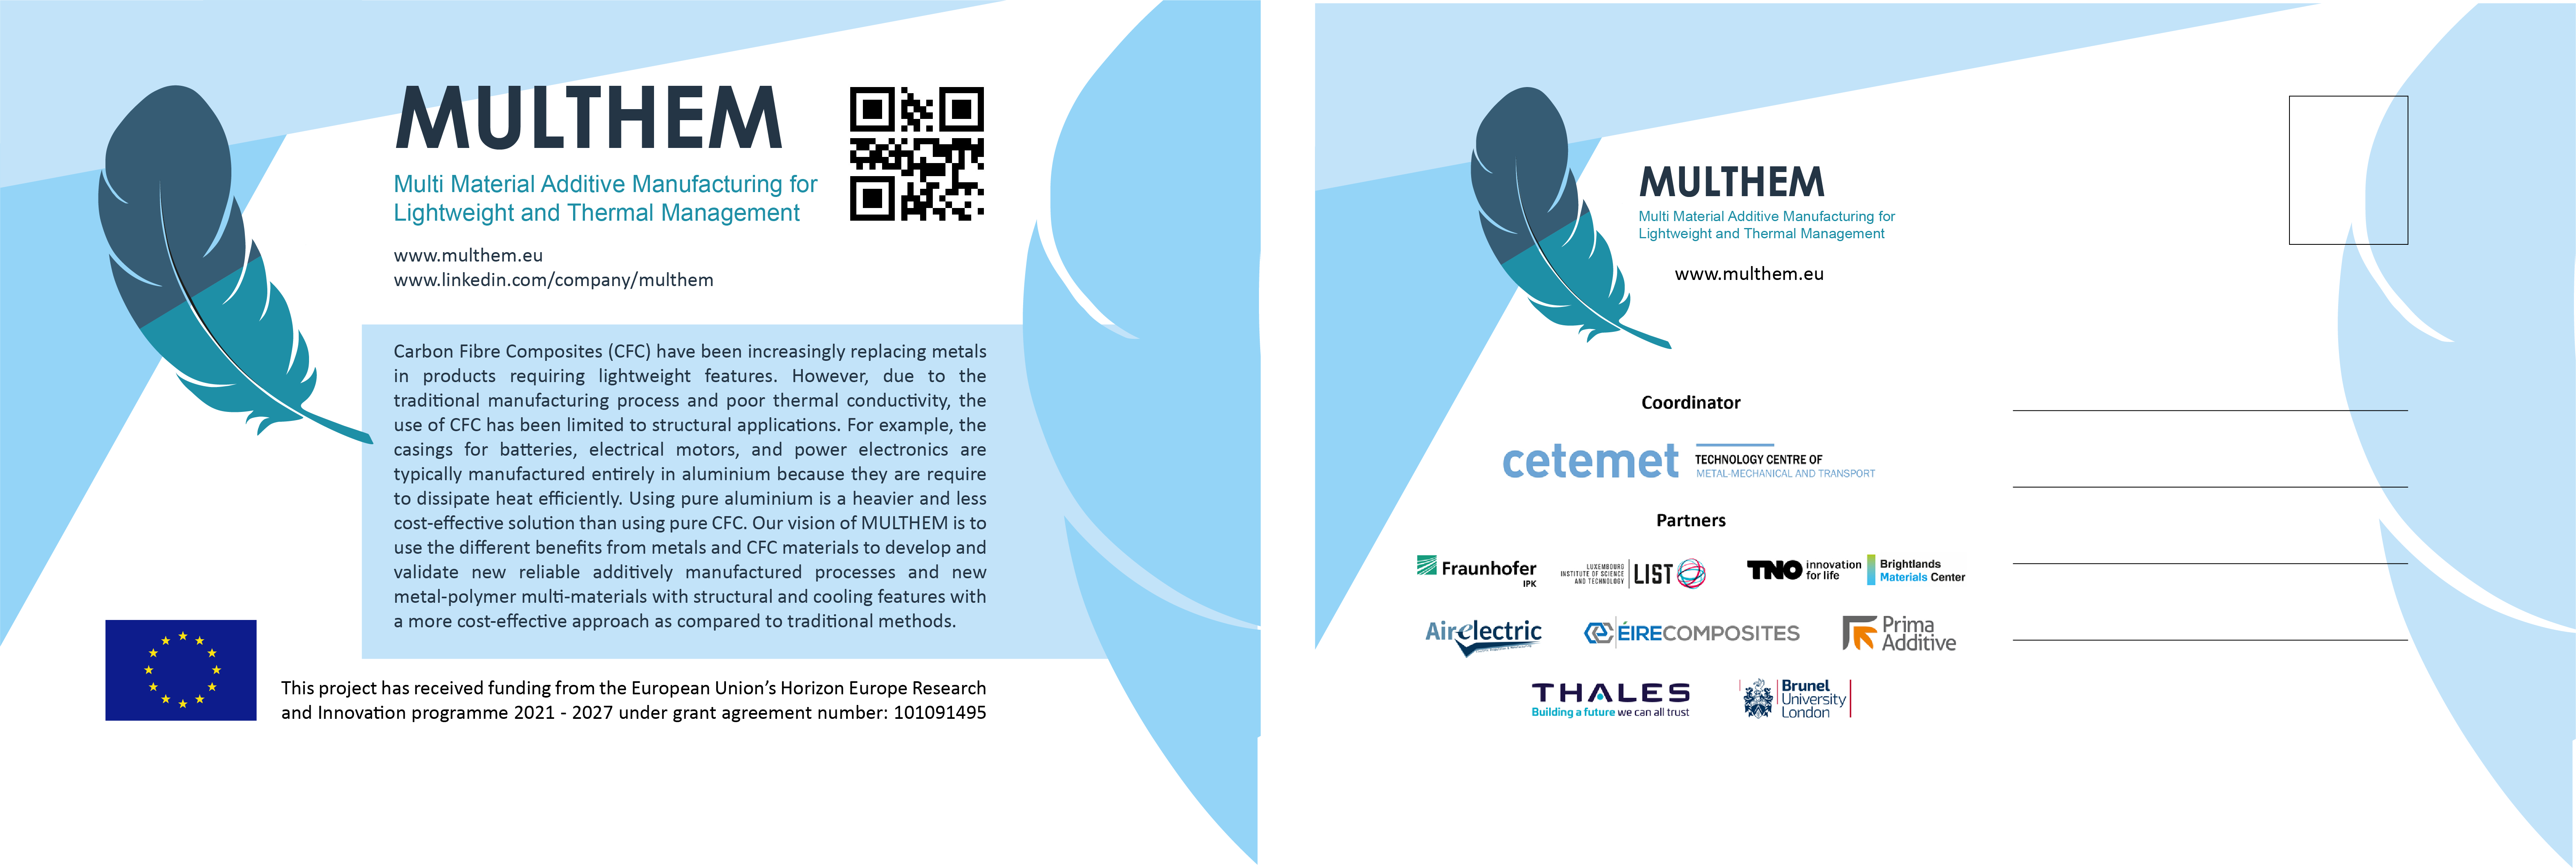 MULTHEM
Multi Material Additive Manufacturing for
Lightweight and Thermal Management
www.multhem.eu
www.linkedin.com/company/multhem
Carbon Fibre Composites (CFC) have been increasingly replacing metals
in products requiring lightweight features. However, due to the
traditional manufacturing process and poor thermal conductivity, the
use of CFC has been limited to structural applications. For example, the
casings for batteries, electrical motors, and power electronics are
typically manufactured entirely in aluminium because they are require
to dissipate heat efficiently. Using pure aluminium is a heavier and less
cost-effective solution than using pure CFC. Our vision of MULTHEM is to
use the different benefits from metals and CFC materials to develop and
validate new reliable additively manufactured processes and new
metal-polymer multi-materials with structural and cooling features with
a more cost-effective approach as compared to traditional methods.
This project has received funding from the European Union's Horizon Europe Research
and Innovation programme 2021 - 2027 under grant agreement number: 101091495
MULTHEM
Multi Material Additive Manufacturing for
Lightweight and Thermal Management
www.multhem.eu
Coordinator
cetemet
TECHNOLOGY CENTRE OF
METAL-MECHANICAL AND TRANSPORT
Partners
Fraunhofer
IPK
LUXEMBOURG
INSTITUTE OF SCIENCE
AND TECHNOLOGY
LIST
TNO innovation
for life
Brightlands
Materials Center
Airelectric
ÉIRECOMPOSITES
Prima
Additive
THALES
Building a future we can all trust
Brunel
University
London